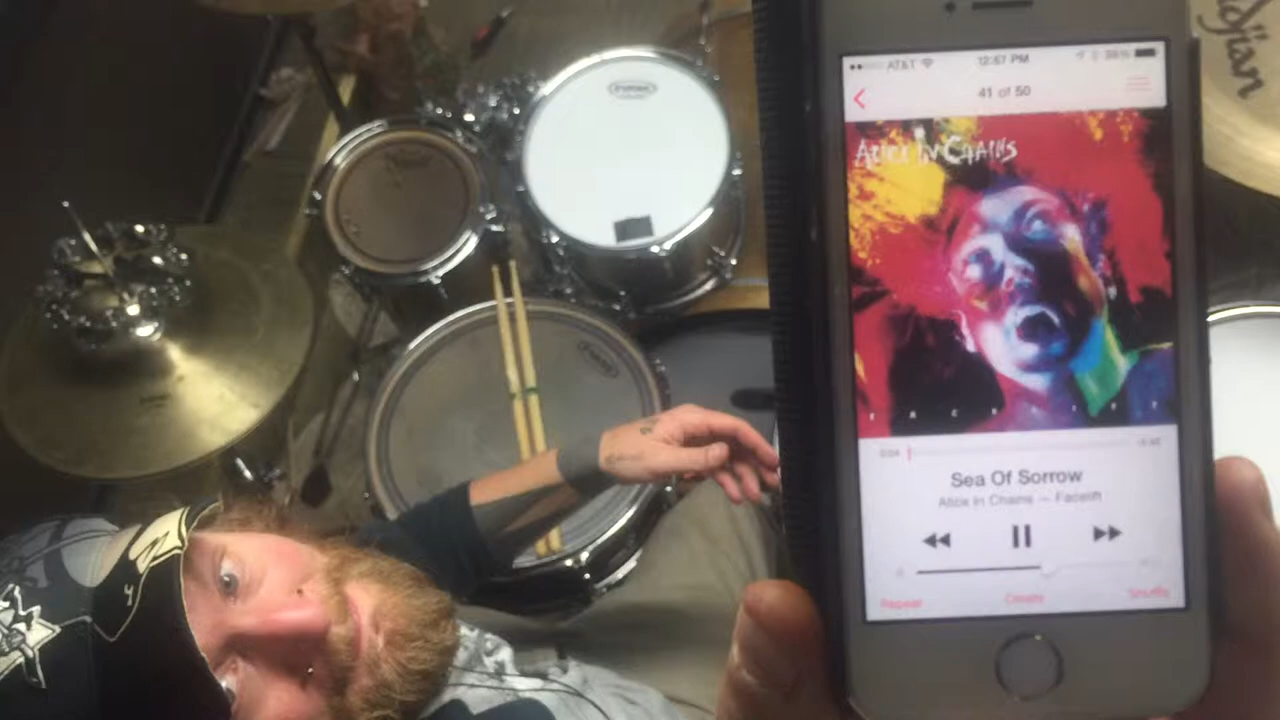 AT&T 12:57 PM
41 of 50
ALICE IN CHAINS
FACELIFT
Sea Of Sorrow
Alice In Chains — Facelift
Repeat Create Shuffle
EVANS